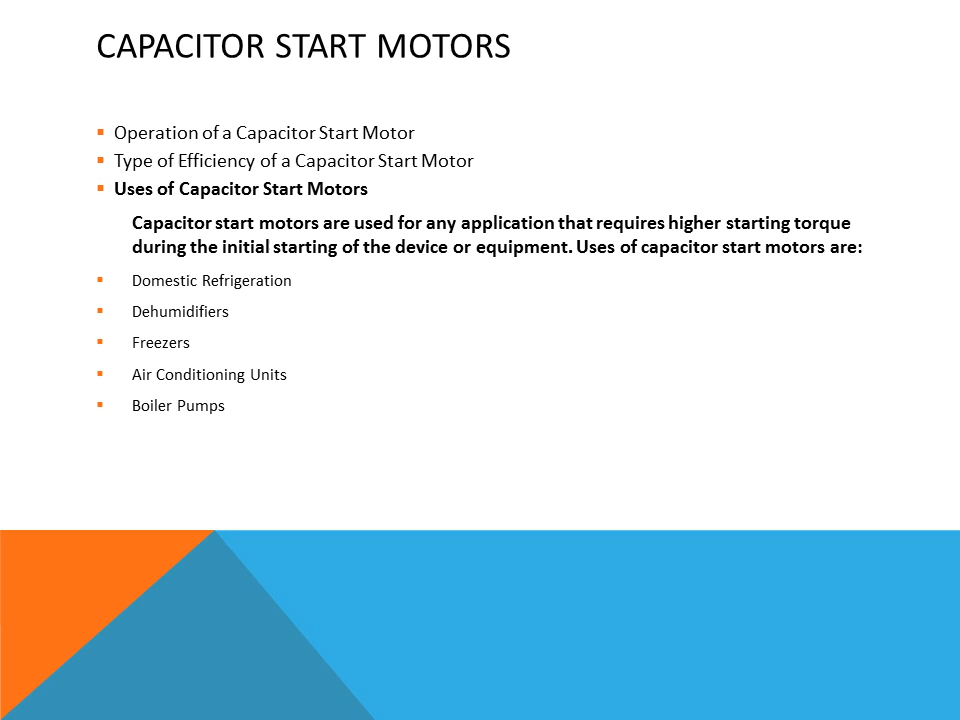 CAPACITOR START MOTORS
Operation of a Capacitor Start Motor
Type of Efficiency of a Capacitor Start Motor
Uses of Capacitor Start Motors
Capacitor start motors are used for any application that requires higher starting torque
during the initial starting of the device or equipment. Uses of capacitor start motors are:
Domestic Refrigeration
Dehumidifiers
Freezers
Air Conditioning Units
Boiler Pumps